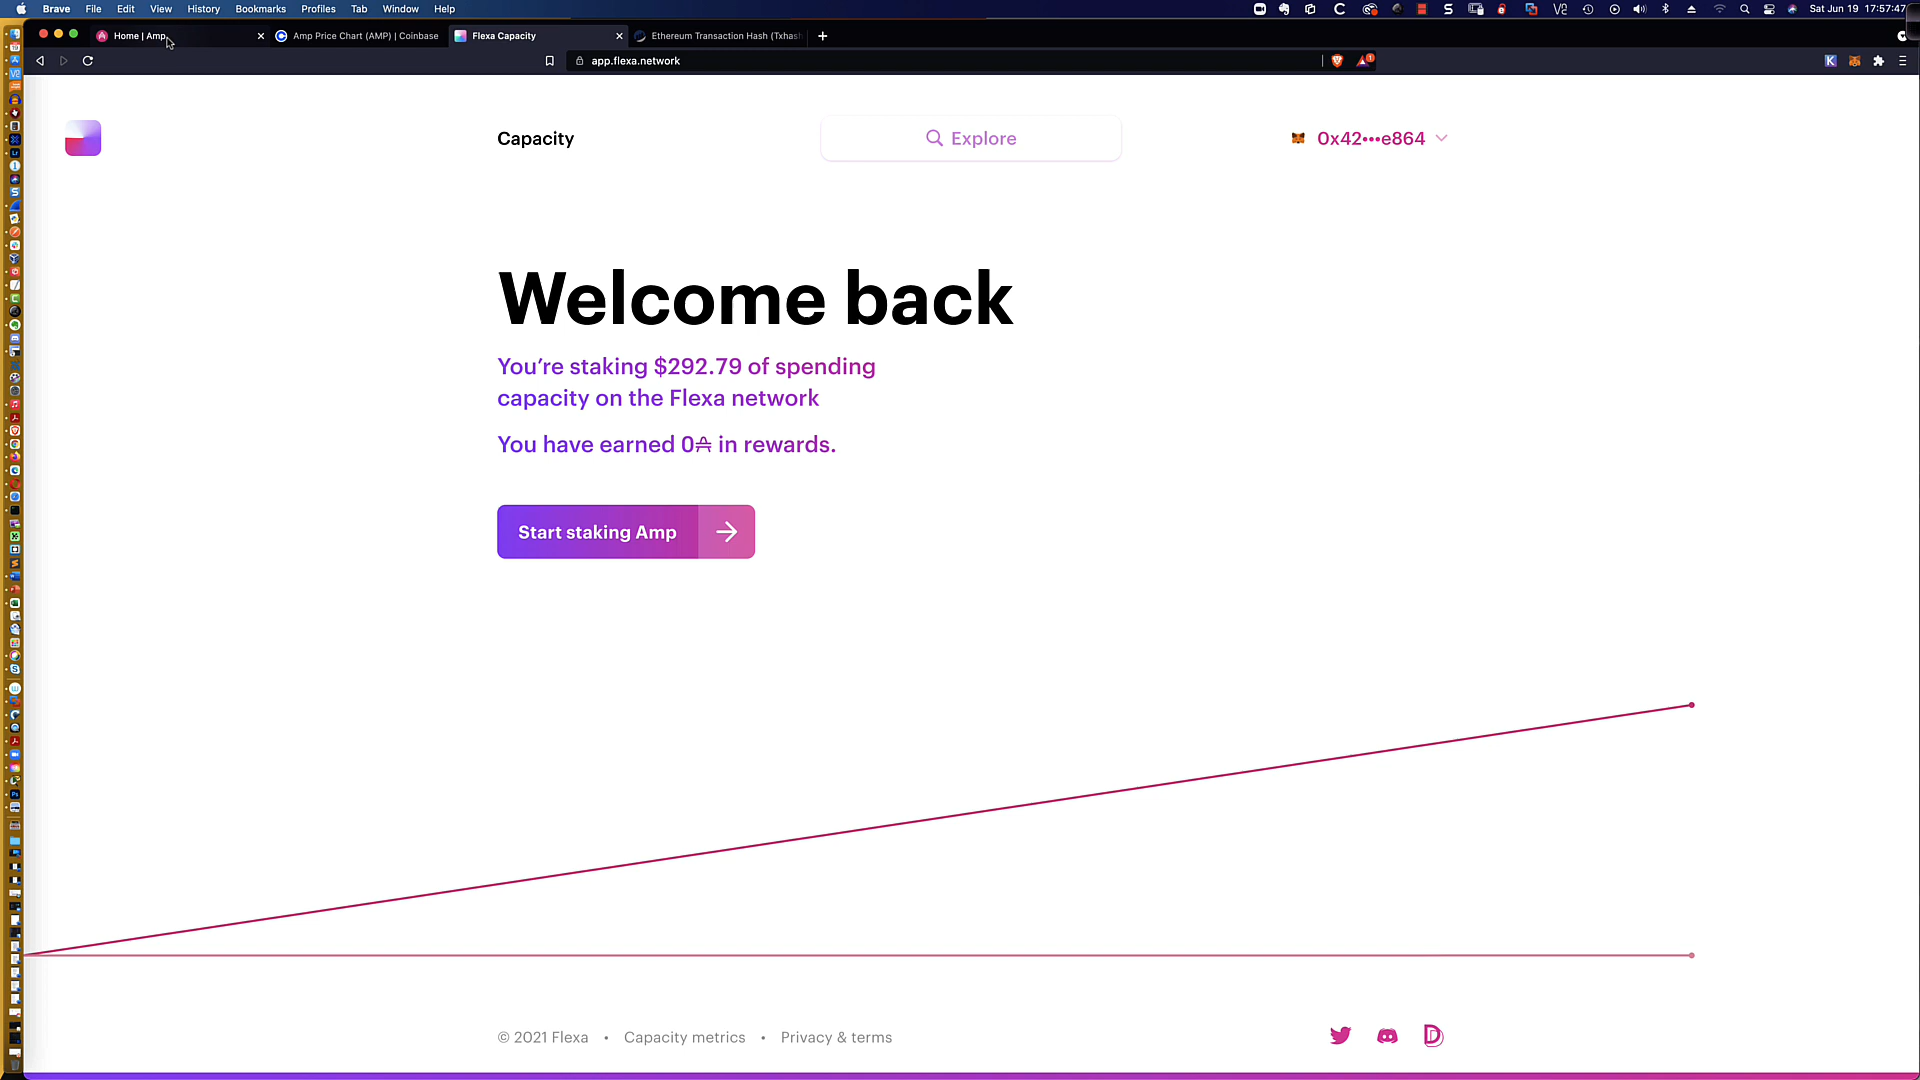 Brave File Edit View History Bookmarks Profiles Tab Window Help Sat Jun 19 17:57:47
Home | Amp Amp Price Chart (AMP) | Coinbase Flexa Capacity Ethereum Transaction Hash (Txhas
app.flexa.network
Capacity Explore 0x42•••e864
Welcome back
You’re staking $292.79 of spending
capacity on the Flexa network
You have earned 0 in rewards.
Start staking Amp
© 2021 Flexa • Capacity metrics • Privacy & terms